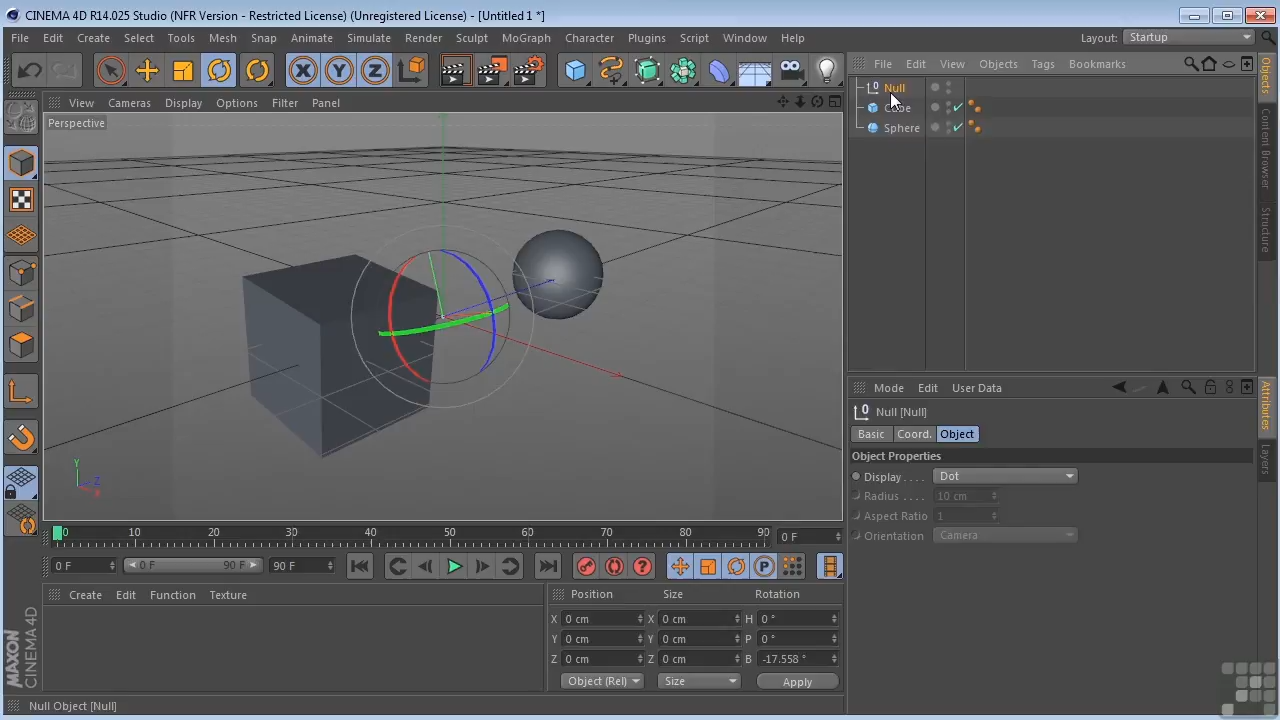 CINEMA 4D R14.025 Studio (NFR Version - Restricted License) (Unregistered License) - [Untitled 1 *]
File Edit Create Select Tools Mesh Snap Animate Simulate Render Sculpt MoGraph Character Plugins Script Window Help Layout: Startup
X Y Z
File Edit View Objects Tags Bookmarks
View Cameras Display Options Filter Panel
Perspective
0 Null
Cube
Sphere
Objects
Content Browser
Structure
Y
Z
X
Mode Edit User Data
0 Null [Null]
Basic Coord. Object
Object Properties
Display . . . . Dot
Radius . . . . 10 cm
Aspect Ratio 1
Orientation Camera
Attributes
Layers
0 10 20 30 40 50 60 70 80 90 0 F
0 F 0 F 90 F 90 F ? P
Create Edit Function Texture
Position Size Rotation
X 0 cm X 0 cm H 0 °
Y 0 cm Y 0 cm P 0 °
Z 0 cm Z 0 cm B -17.558 °
Object (Rel) Size Apply
MAXON
CINEMA 4D
Null Object [Null]